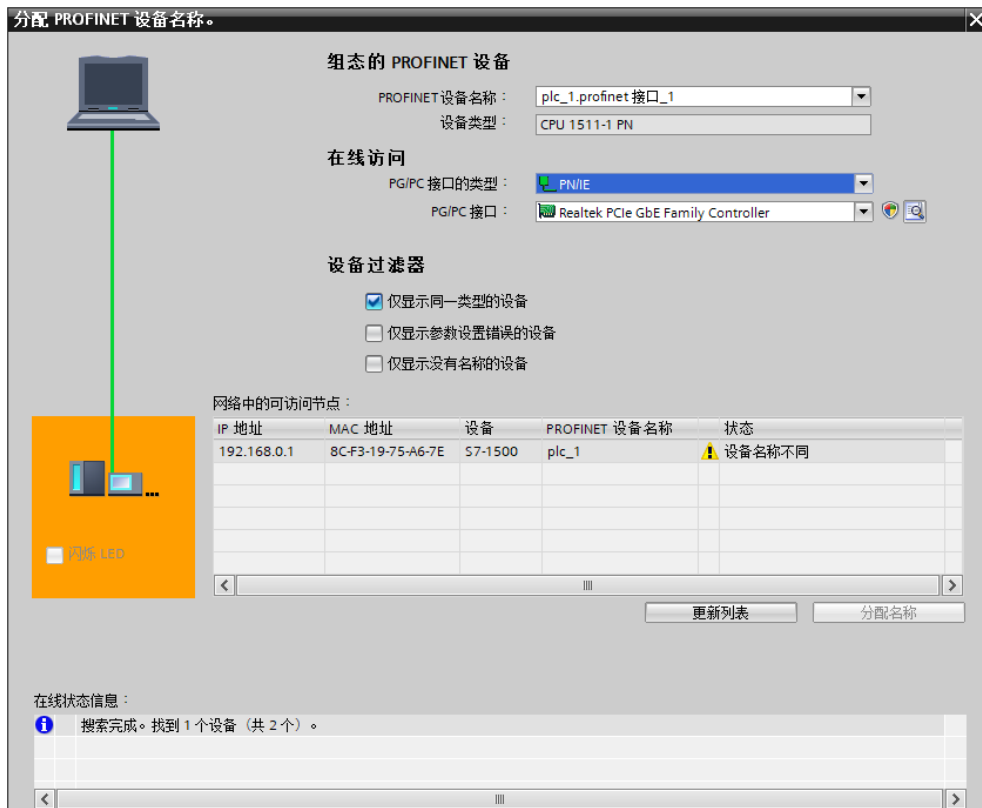 分配 PROFINET 设备名称。
组态的 PROFINET 设备
PROFINET设备名称：
plc_1.profinet 接口_1
设备类型：
CPU 1511-1 PN
在线访问
PG/PC 接口的类型：
PN/IE
PG/PC 接口：
Realtek PCIe GbE Family Controller
设备过滤器
仅显示同一类型的设备
仅显示参数设置错误的设备
仅显示没有名称的设备
网络中的可访问节点：
IP 地址 MAC 地址 设备 PROFINET 设备名称 状态
192.168.0.1 8C-F3-19-75-A6-7E S7-1500 plc_1 设备名称不同
闪烁 LED
更新列表 分配名称
在线状态信息：
搜索完成。找到 1 个设备（共 2 个）。